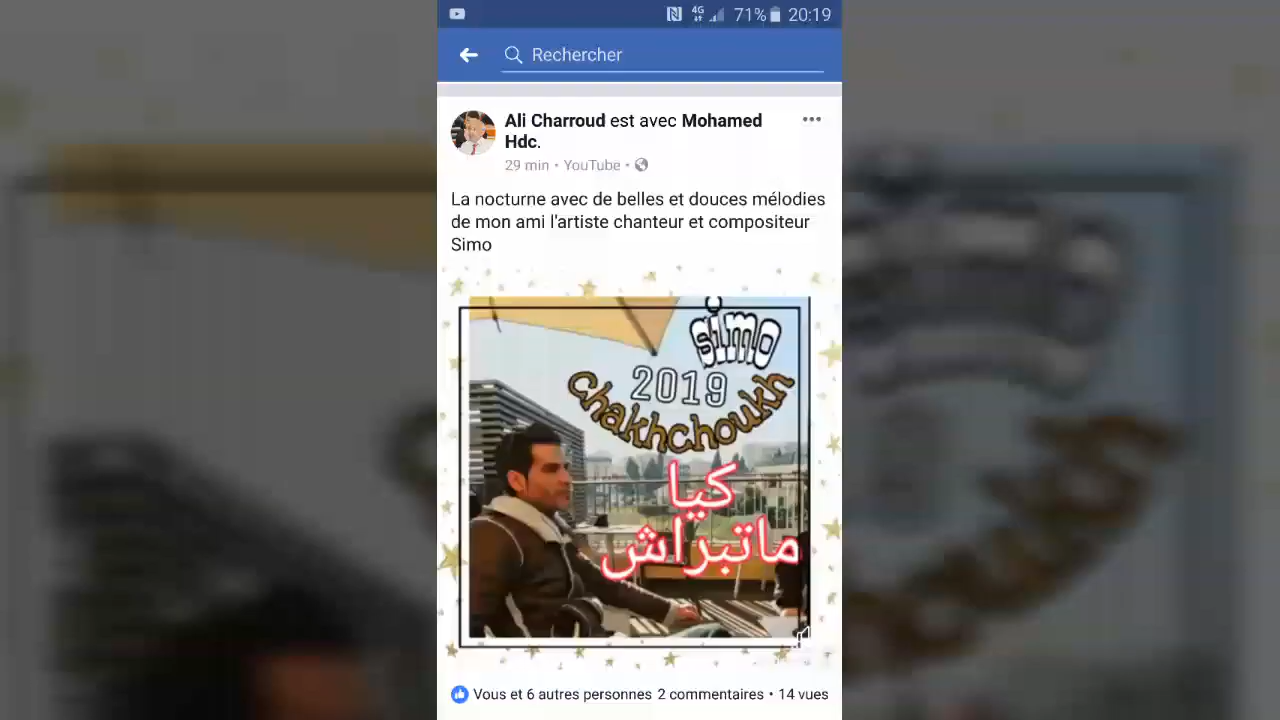 71% 20:19
4G
Rechercher
Ali Charroud est avec Mohamed
Hdc.
29 min • YouTube •
La nocturne avec de belles et douces mélodies
de mon ami l'artiste chanteur et compositeur
Simo
simo
2019
Chakhchoukh
كيا
ماتبراش
Vous et 6 autres personnes 2 commentaires • 14 vues